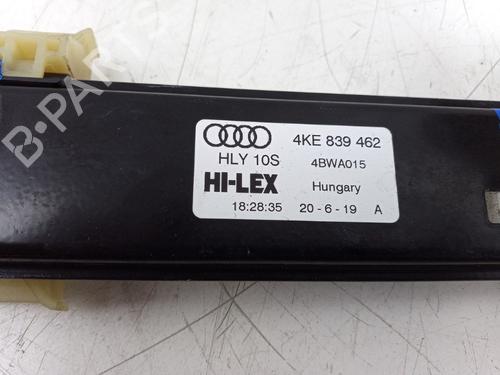 4KE 839 462
HLY 10S 4BWA015
HI-LEX Hungary
18:28:35 20 - 6 - 19 A
B-PARTS